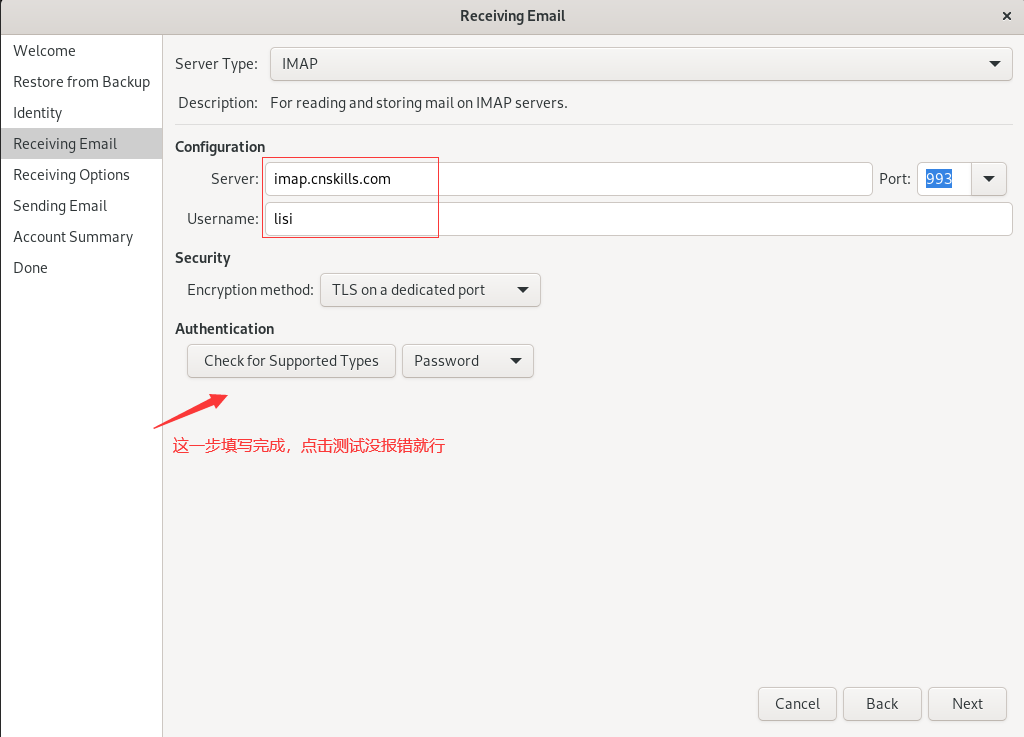 Receiving Email
Welcome
Restore from Backup
Identity
Receiving Email
Receiving Options
Sending Email
Account Summary
Done
Server Type: IMAP
Description: For reading and storing mail on IMAP servers.
Configuration
Server: imap.cnskills.com Port: 993
Username: lisi
Security
Encryption method: TLS on a dedicated port
Authentication
Check for Supported Types Password
这一步填写完成，点击测试没报错就行
Cancel Back Next